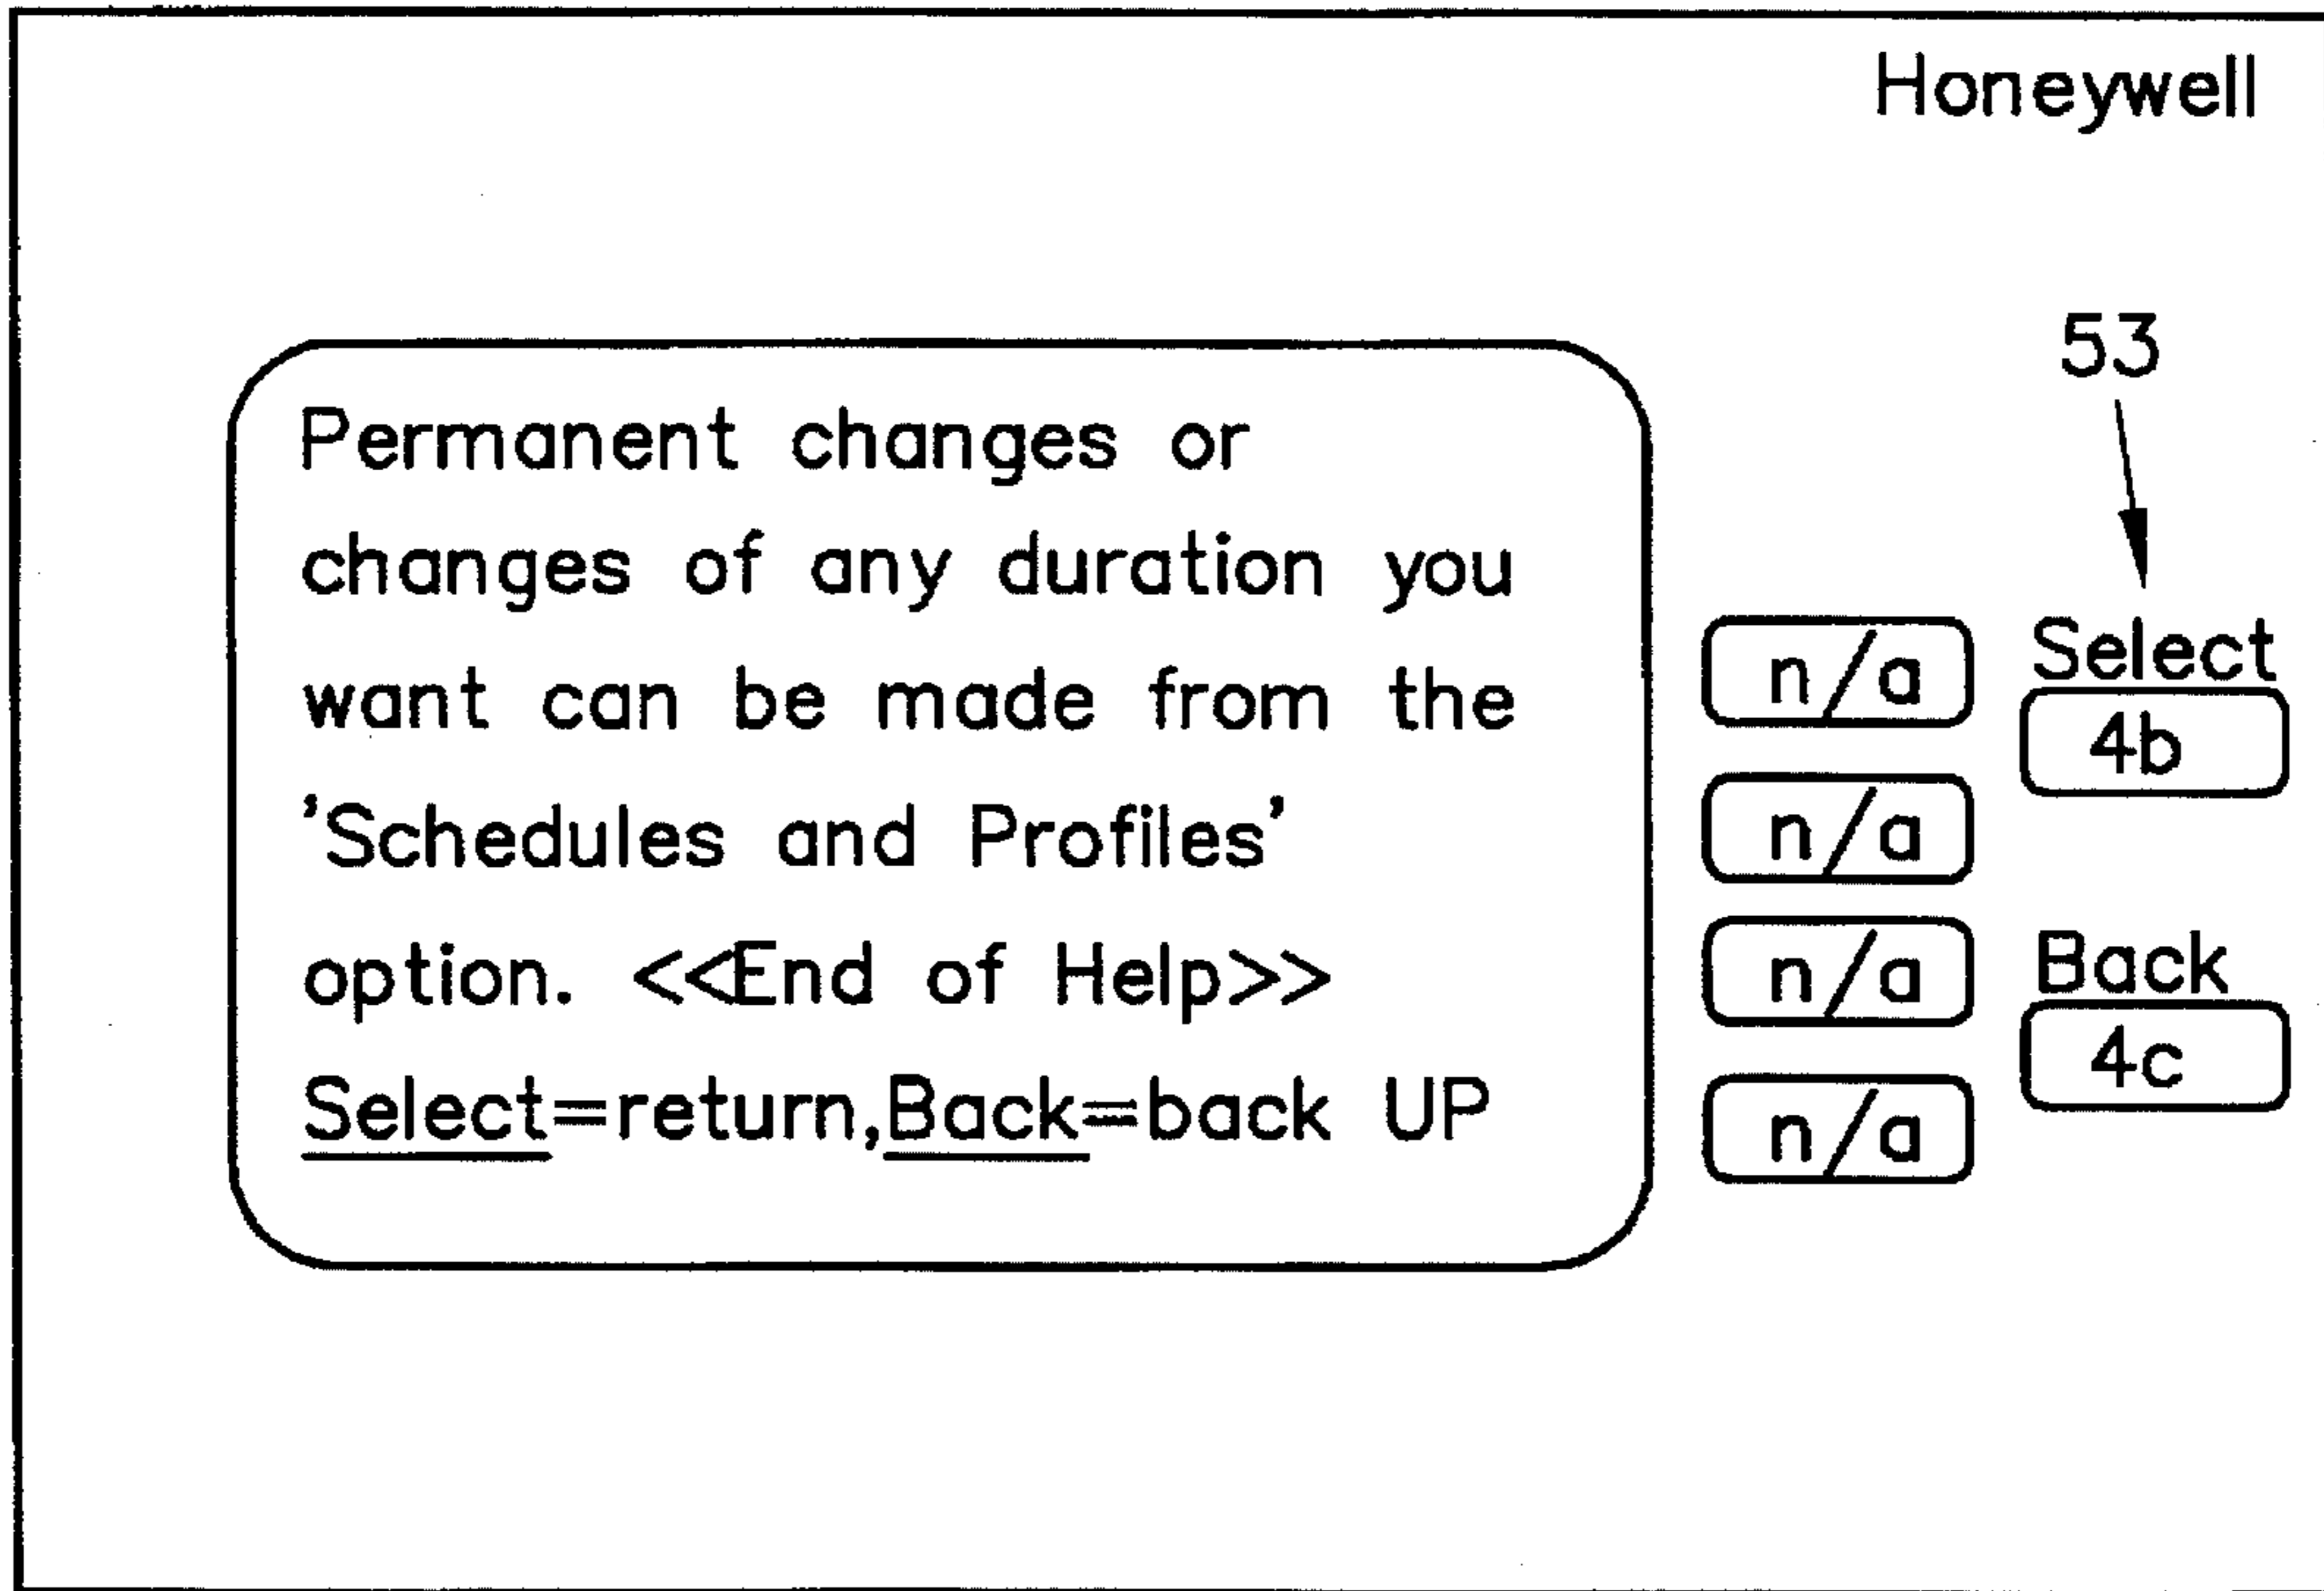 Honeywell
53
Permanent changes or
changes of any duration you
want can be made from the
'Schedules and Profiles'
option. <<End of Help>>
Select=return,Back=back UP
n/a
n/a
n/a
n/a
Select
4b
Back
4c